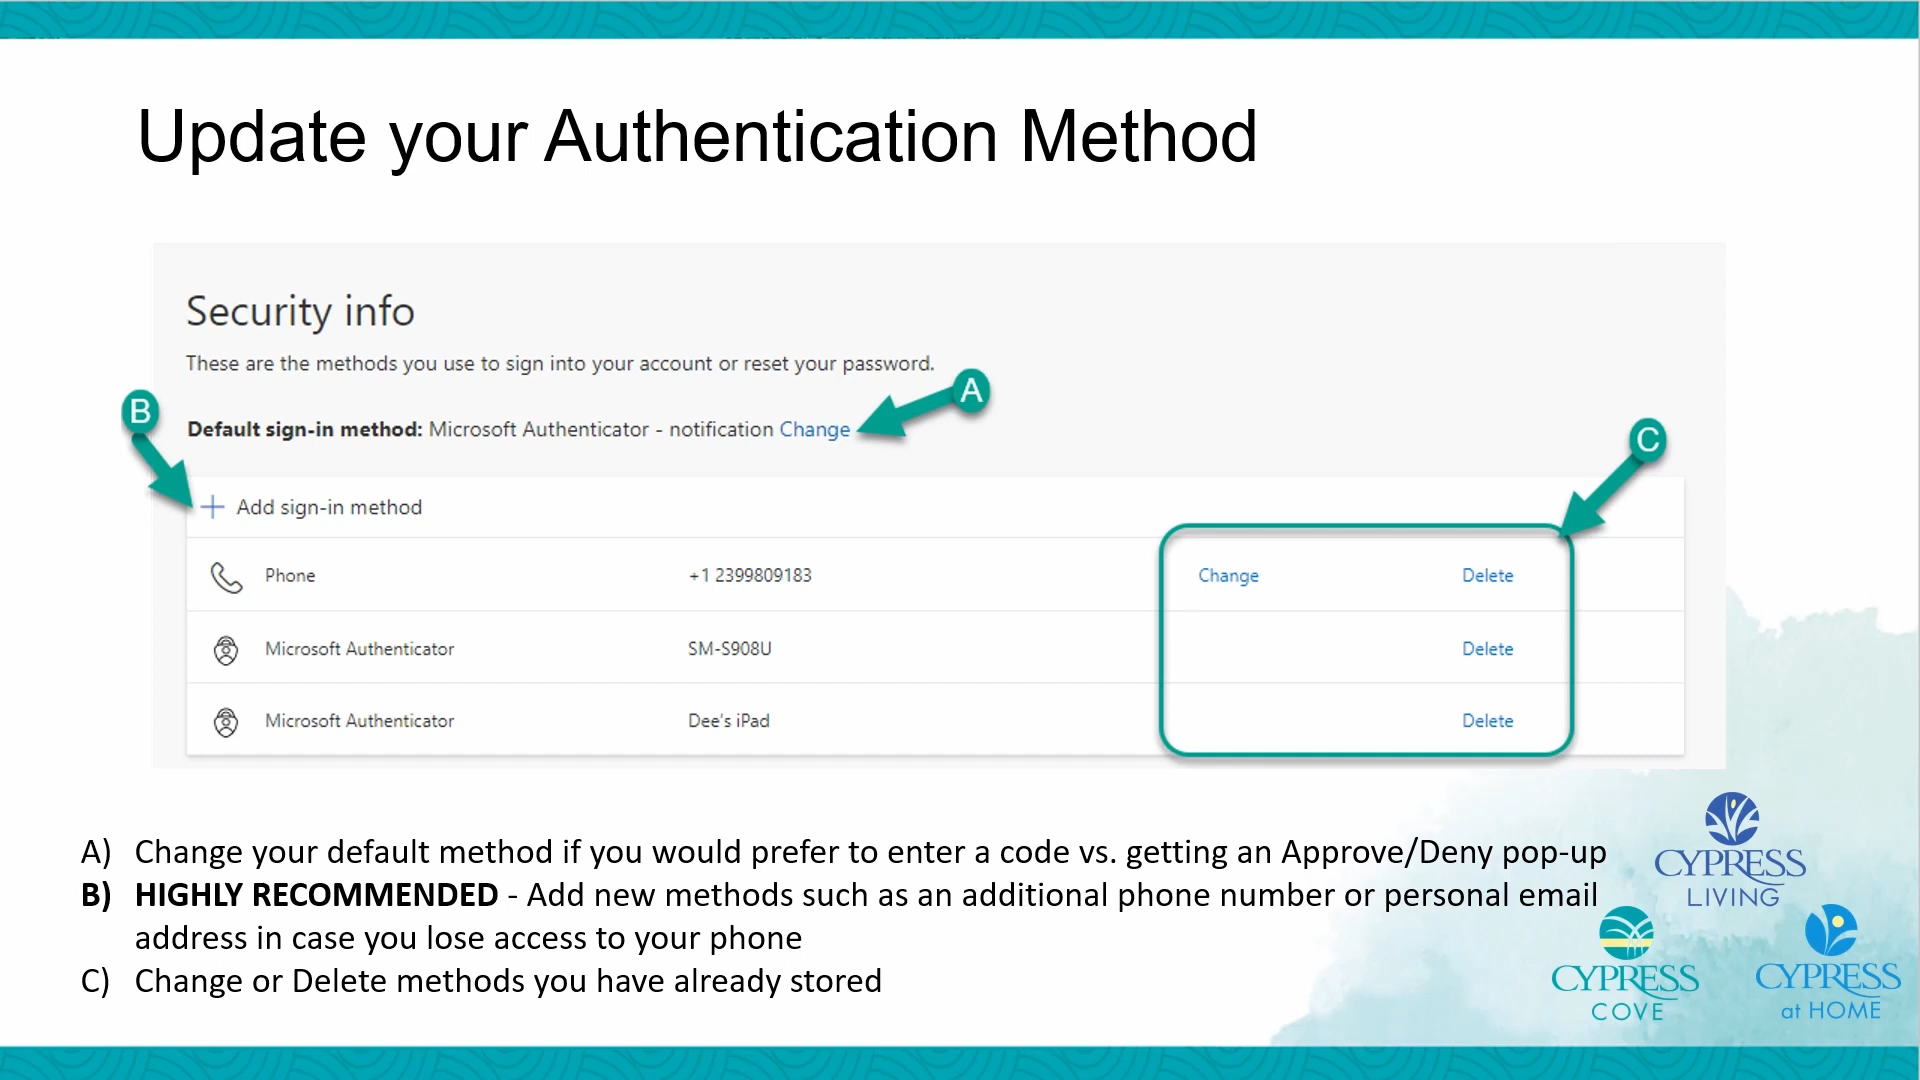 Update your Authentication Method
Security info
These are the methods you use to sign into your account or reset your password.
A
B
Default sign-in method: Microsoft Authenticator - notification Change
C
Add sign-in method
Phone +1 2399809183 Change Delete
Microsoft Authenticator SM-S908U Delete
Microsoft Authenticator Dee's iPad Delete
A) Change your default method if you would prefer to enter a code vs. getting an Approve/Deny pop-up
B) HIGHLY RECOMMENDED - Add new methods such as an additional phone number or personal email
address in case you lose access to your phone
C) Change or Delete methods you have already stored
CYPRESS
LIVING
CYPRESS
COVE
CYPRESS
at HOME